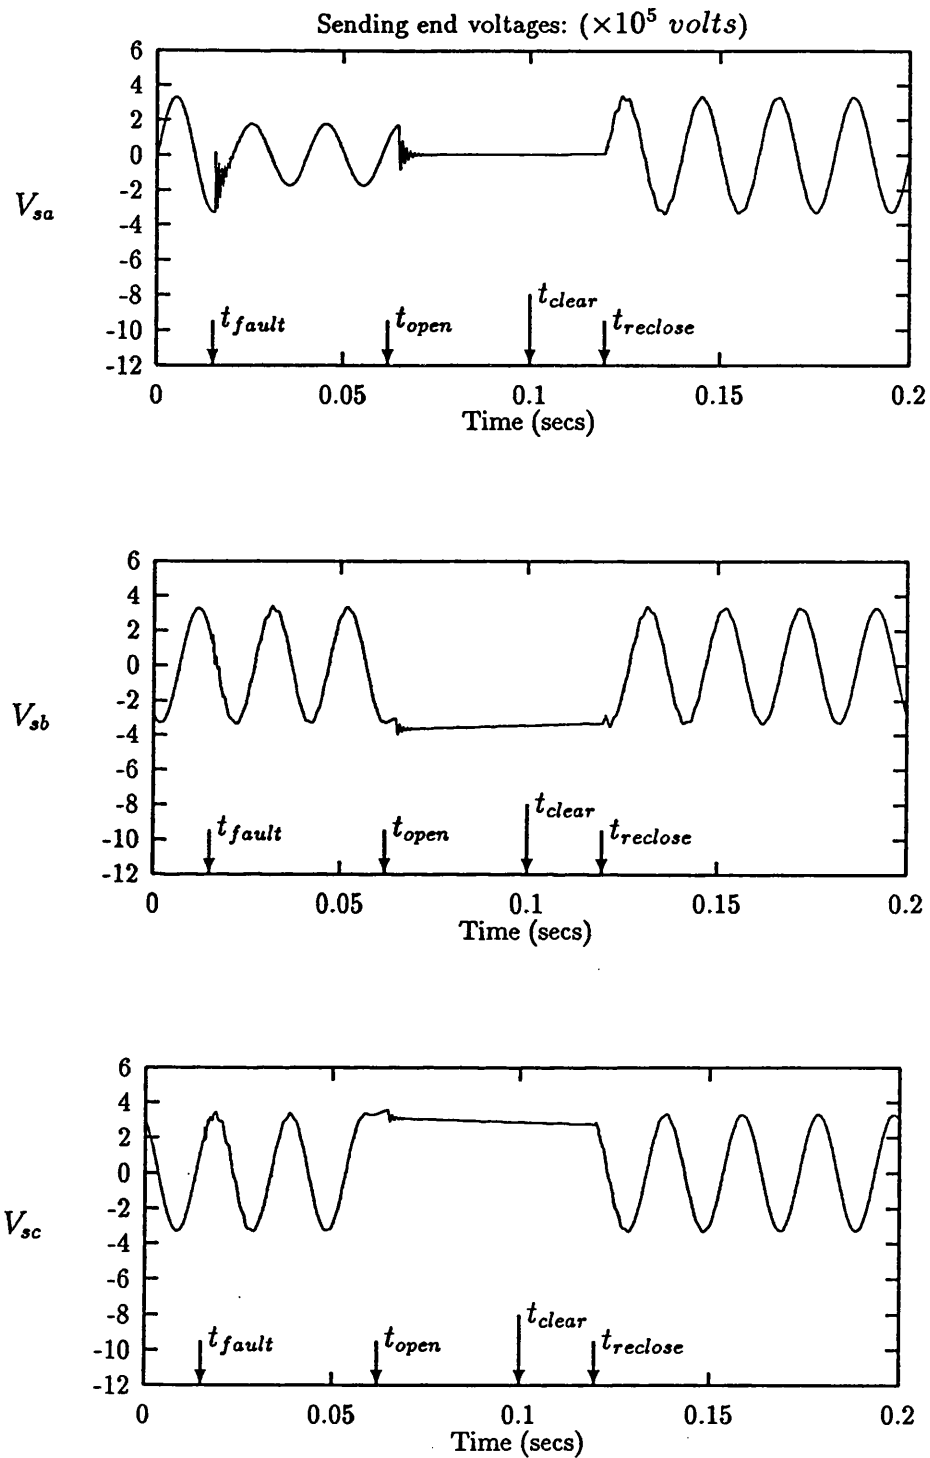 Sending end voltages: (×10⁵ volts)
6
4
2
0
-2
-4
-6
-8
-10
-12
V_sa
t_fault
t_open
t_clear
t_reclose
0
0.05
0.1
0.15
0.2
Time (secs)
6
4
2
0
-2
-4
-6
-8
-10
-12
V_sb
t_fault
t_open
t_clear
t_reclose
0
0.05
0.1
0.15
0.2
Time (secs)
6
4
2
0
-2
-4
-6
-8
-10
-12
V_sc
t_fault
t_open
t_clear
t_reclose
0
0.05
0.1
0.15
0.2
Time (secs)